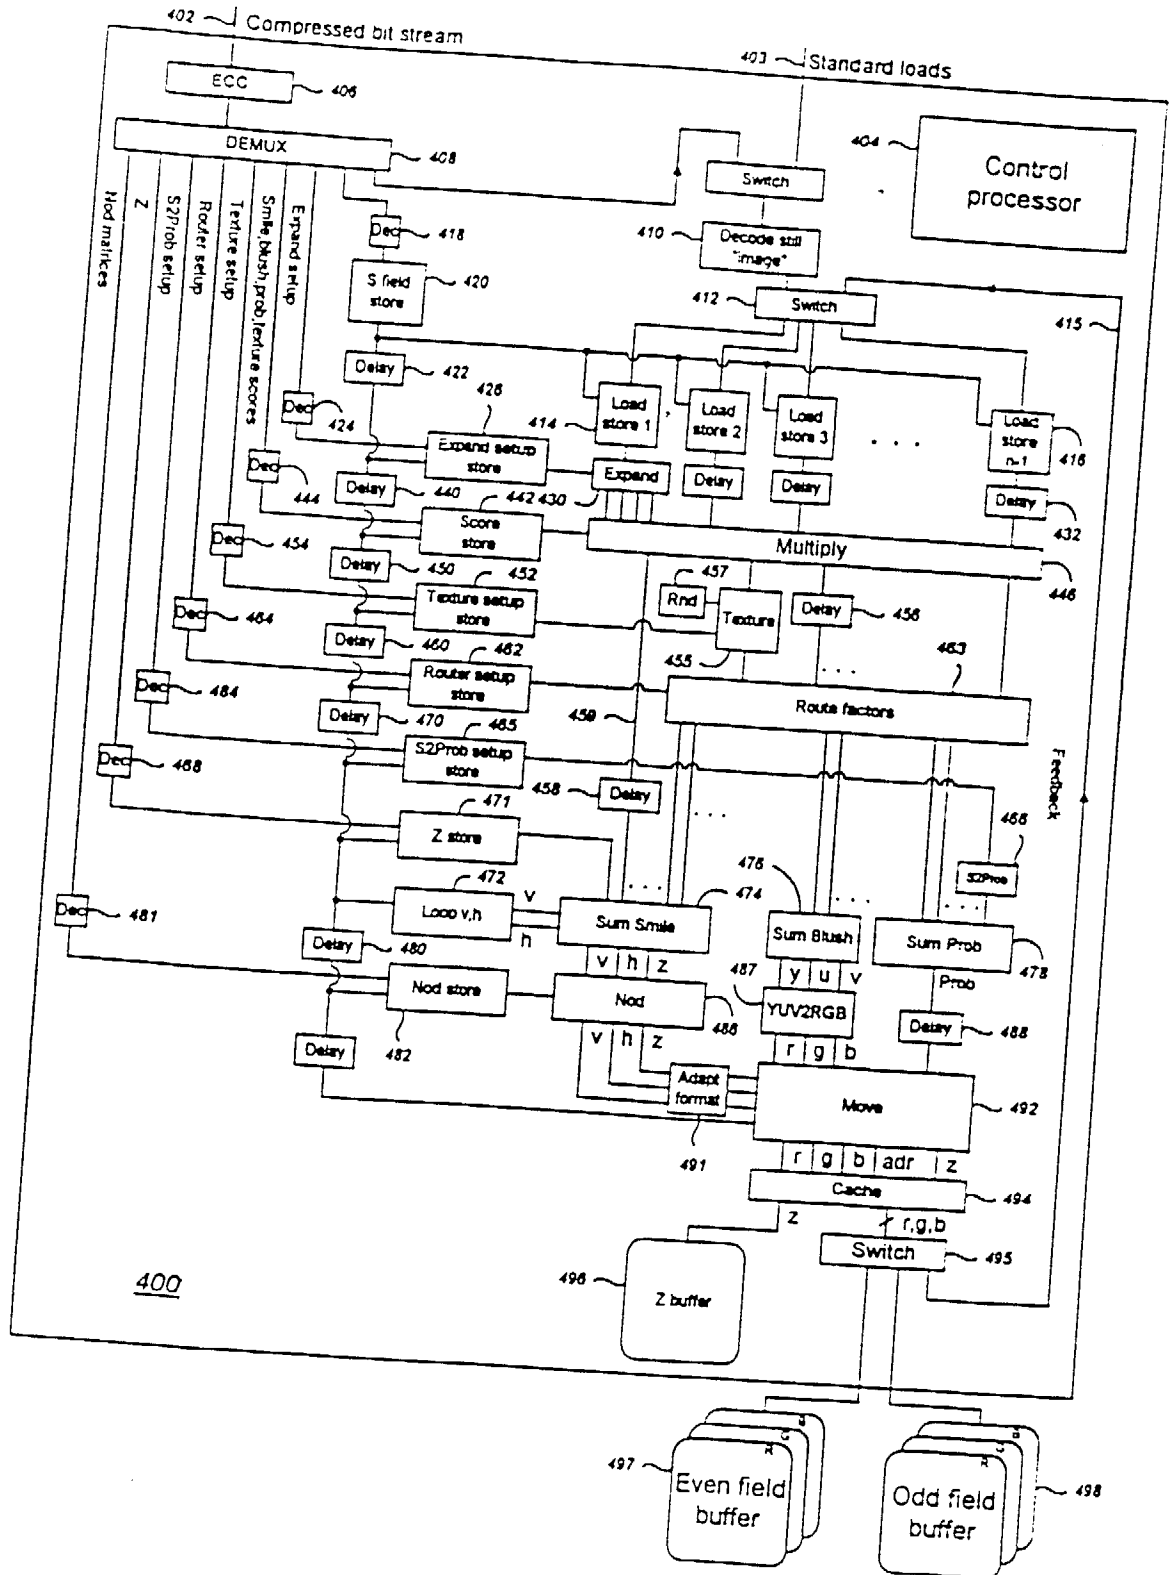 402 Compressed bit stream
403 Standard loads
ECC 406
DEMUX 408
404 Control processor
Switch
410 Decode still "image"
412 Switch
415
Nod matrices
Z
S2Prob setup
Router setup
Texture setup
Smile,blush,prob,texture scores
Expand setup
Dec 418
S field store 420
Delay 422
Dec 424
426
Expand setup store
414 Load store 1
Load store 2
Load store 3
. . .
Load store n-1 416
Dec 444
Delay 440
442 430 Expand
Delay
Delay
Delay 432
Score store
Multiply 446
Dec 454
Delay 450
452
Texture setup store
457
Rnd
Texture
455
Delay 456
. . .
Dec 464
Delay 460
462
Router setup store
463
Route factors
459
Dec 484
Delay 470
465
S2Prob setup store
458 Delay
. . .
Feedback
Dec 468
471
Z store
468
S2Prob
472
Loop v,h
v
h
. . .
Sum Smile 474
476
Sum Blush
. . .
. . .
Sum Prob 478
Dec 481
Delay 480
Nod store
482
v h z
Nod 486
487
y u v
YUV2RGB
Prob
Delay 488
Delay
v h z
Adapt format
491
r g b
Move 492
r g b adr z
Cache 494
z
r,g,b
Switch 495
496 Z buffer
400
497 Even field buffer
Odd field buffer 498